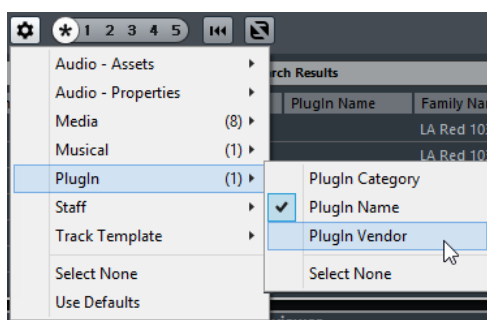 1 2 3 4 5
rch Results
PlugIn Name Family Na
LA Red 10
LA Red 10
Audio - Assets
Audio - Properties
Media (8)
Musical (1)
PlugIn (1)
Staff
Track Template
Select None
Use Defaults
PlugIn Category
PlugIn Name
PlugIn Vendor
Select None